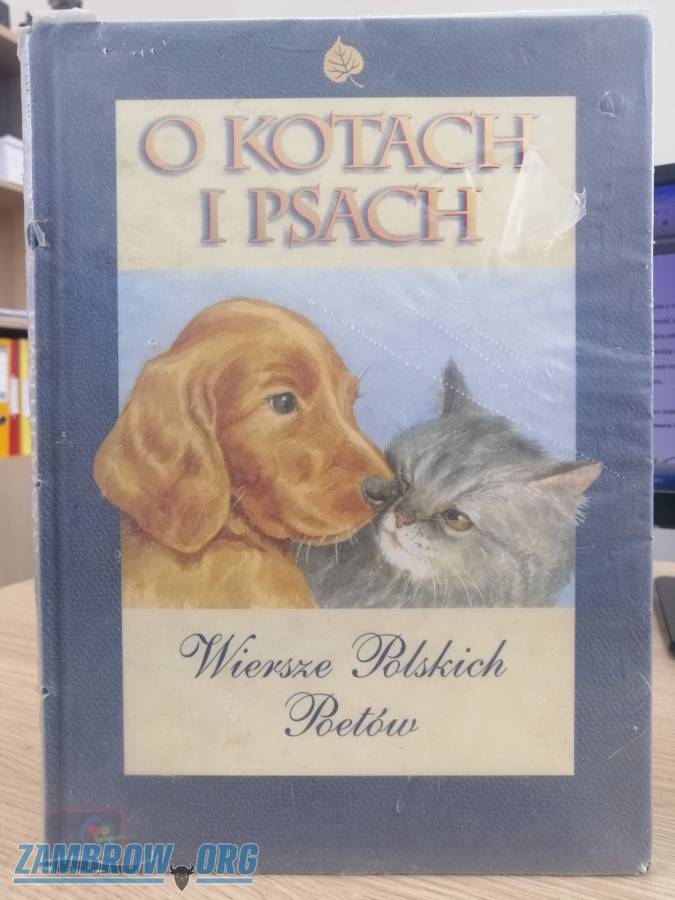 O KOTACH
I PSACH
Wiersze Polskich
Poetów
ZAMBROW.ORG